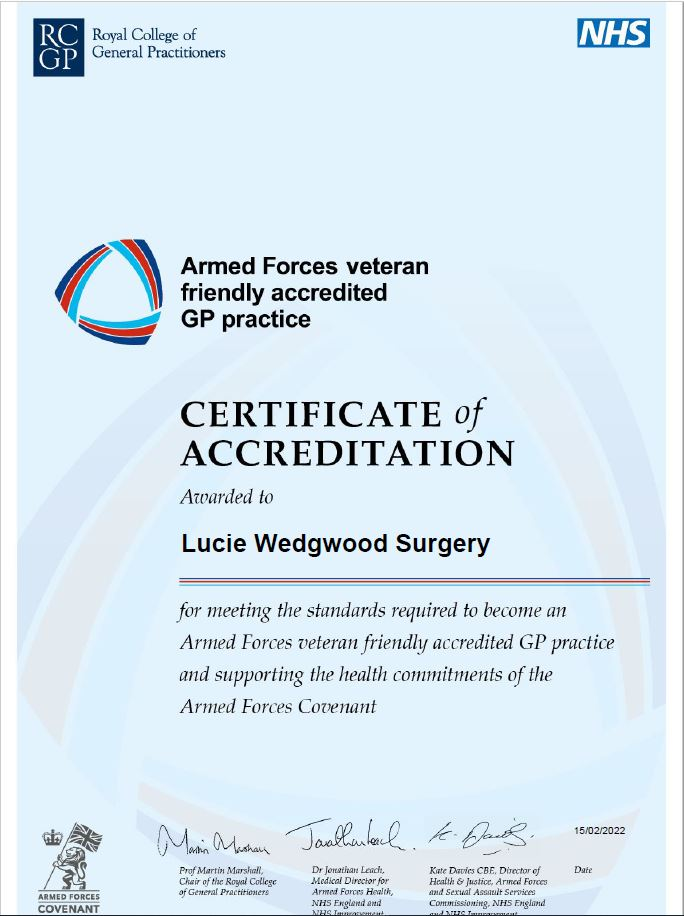 RC
GP
Royal College of
General Practitioners
NHS
Armed Forces veteran
friendly accredited
GP practice
CERTIFICATE of
ACCREDITATION
Awarded to
Lucie Wedgwood Surgery
for meeting the standards required to become an
Armed Forces veteran friendly accredited GP practice
and supporting the health commitments of the
Armed Forces Covenant
ARMED FORCES
COVENANT
Martin Marshall
Prof Martin Marshall,
Chair of the Royal College
of General Practitioners
Dr Jonathan Leach,
Medical Director for
Armed Forces Health,
NHS England and
NHS Improvement
K. Davies.
Kate Davies CBE, Director of
Health & Justice, Armed Forces
and Sexual Assault Services
Commissioning, NHS England
and NHS Improvement
15/02/2022
Date